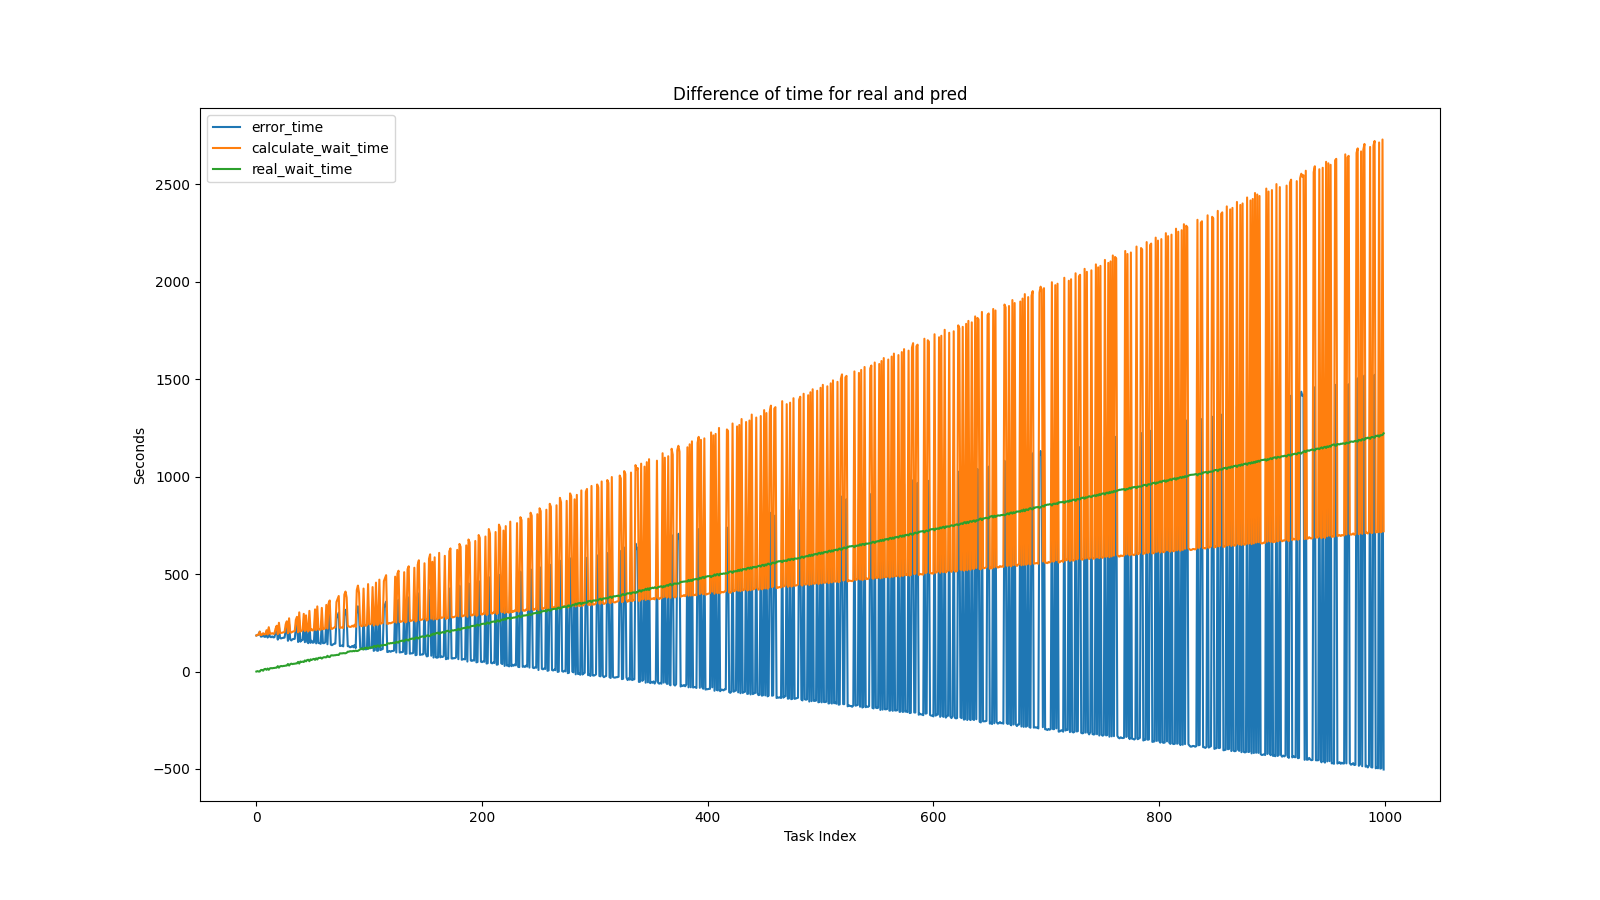 Difference of time for real and pred
error_time
calculate_wait_time
real_wait_time
2500
2000
1500
1000
500
0
−500
Seconds
0 200 400 600 800 1000
Task Index